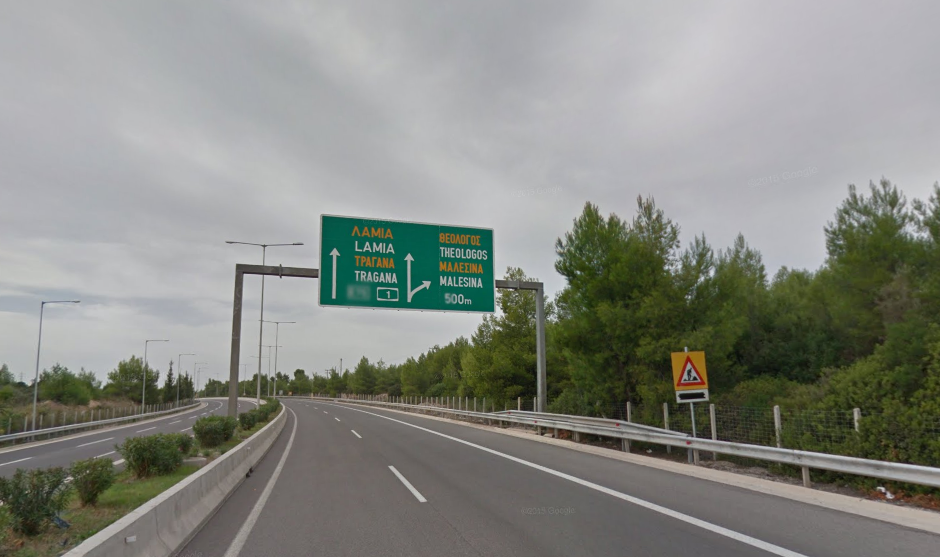 ΛΑΜΙΑ
LAMIA
ΤΡΑΓΑΝΑ
TRAGANA
1
ΘΕΟΛΟΓΟΣ
THEOLOGOS
ΜΑΛΕΣΙΝΑ
MALESINA
500m